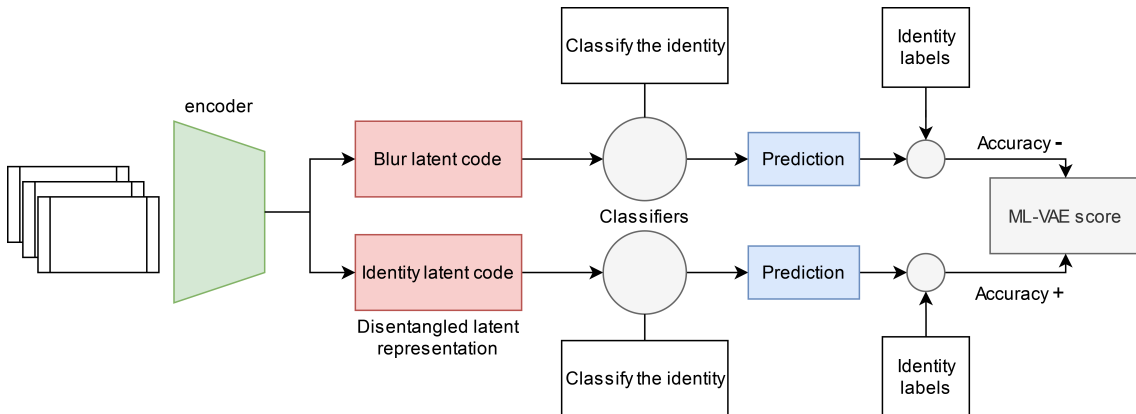 Classify the identity
Identity
labels
encoder
Blur latent code
Prediction
Accuracy -
Classifiers
ML-VAE score
Identity latent code
Prediction
Accuracy +
Disentangled latent
representation
Classify the identity
Identity
labels